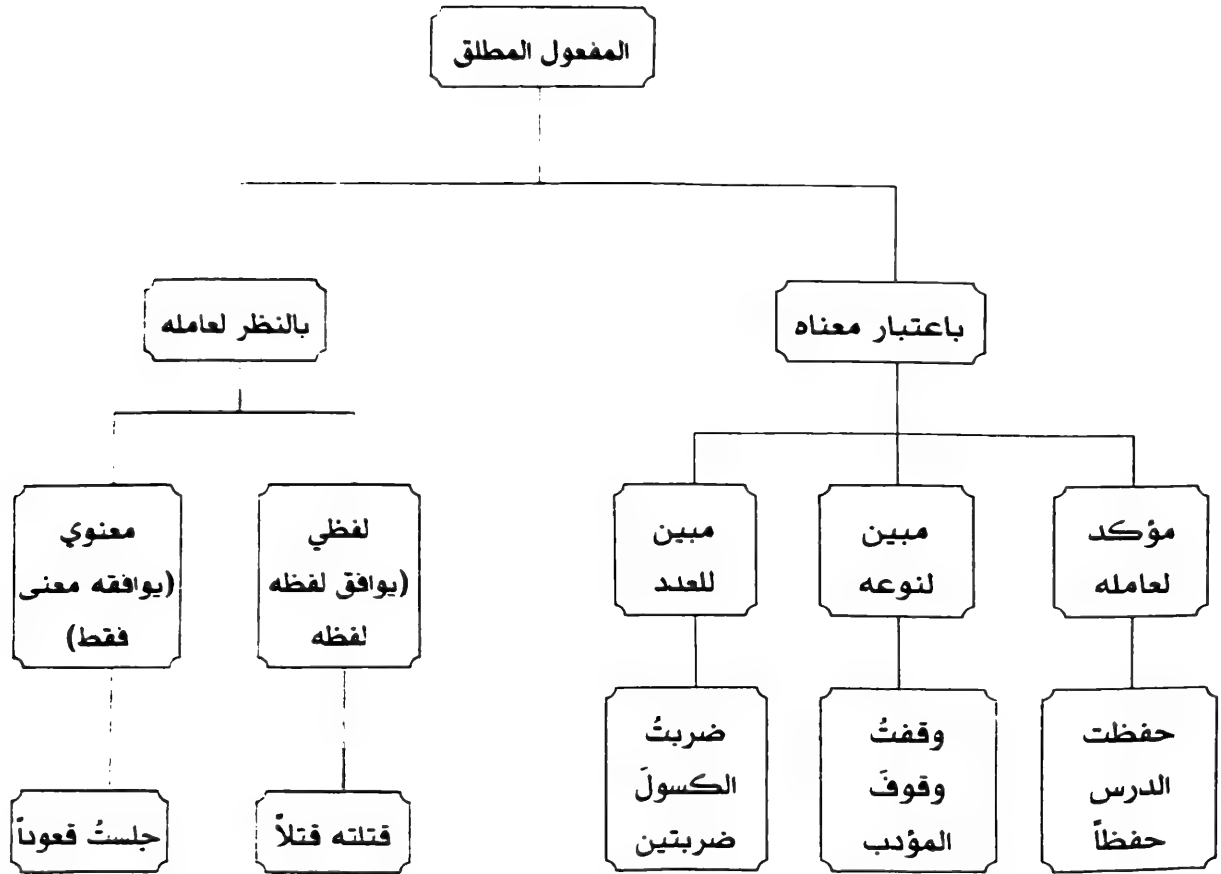 المفعول المطلق
باعتبار معناه
بالنظر لعامله
مؤكد
لعامله
مبين
لنوعه
مبين
للعدد
لفظي
(يوافق لفظه
لفظه
معنوي
(يوافقه معنى
فقط)
حفظت
الدرس
حفظاً
وقفتُ
وقوفَ
المؤدب
ضربتُ
الكسولَ
ضربتين
قتلته قتلاً
جلستُ قعوداً